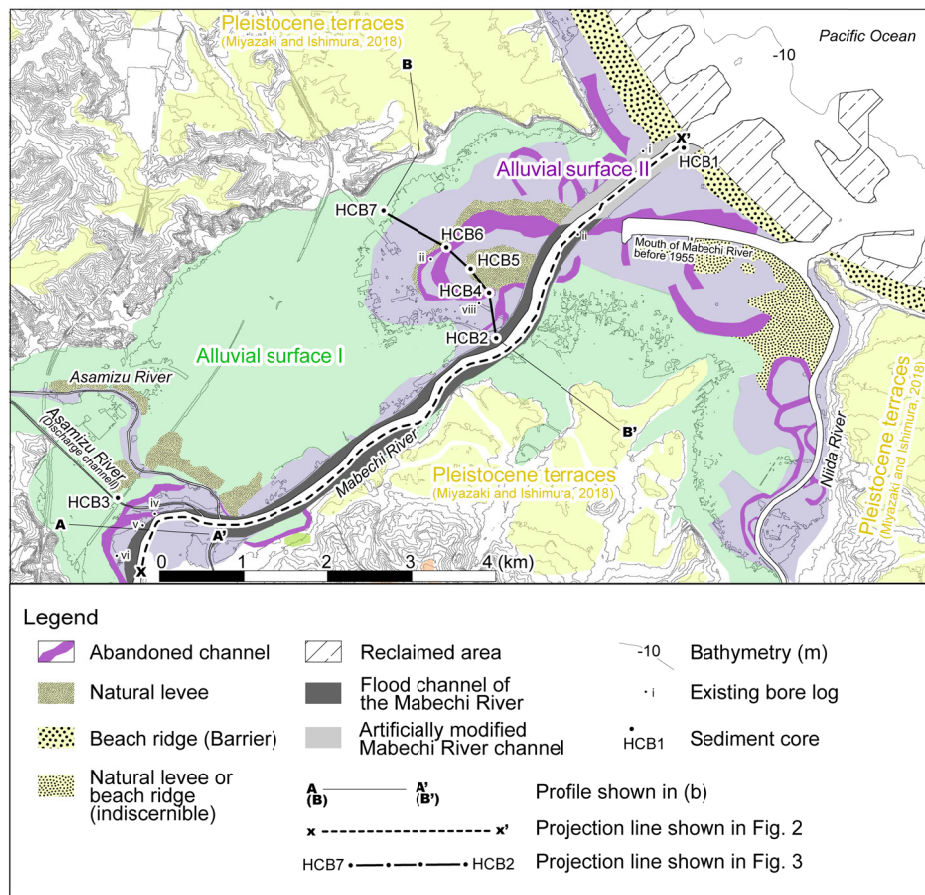 Pleistocene terraces
(Miyazaki and Ishimura, 2018)
Pacific Ocean
-10
B
X'
i
HCB1
Alluvial surface II
HCB7
HCB6
ii
HCB5
Mouth of Mabechi River
before 1955
HCB4
viii
HCB2
Alluvial surface I
Asamizu River
Asamizu River
(Discharge channell)
Mabechi River
B'
Pleistocene terraces
(Miyazaki and Ishimura, 2018)
Niida River
Pleistocene terraces
(Miyazaki and Ishimura, 2018)
HCB3
iv
A
v
A'
vi
X
0 1 2 3 4 (km)
Legend
Abandoned channel
Natural levee
Beach ridge (Barrier)
Natural levee or
beach ridge
(indiscernible)
Reclaimed area
Flood channel of
the Mabechi River
Artificially modified
Mabechi River channel
-10 Bathymetry (m)
i Existing bore log
HCB1 Sediment core
A A' Profile shown in (b)
(B) (B')
x x' Projection line shown in Fig. 2
HCB7 HCB2 Projection line shown in Fig. 3